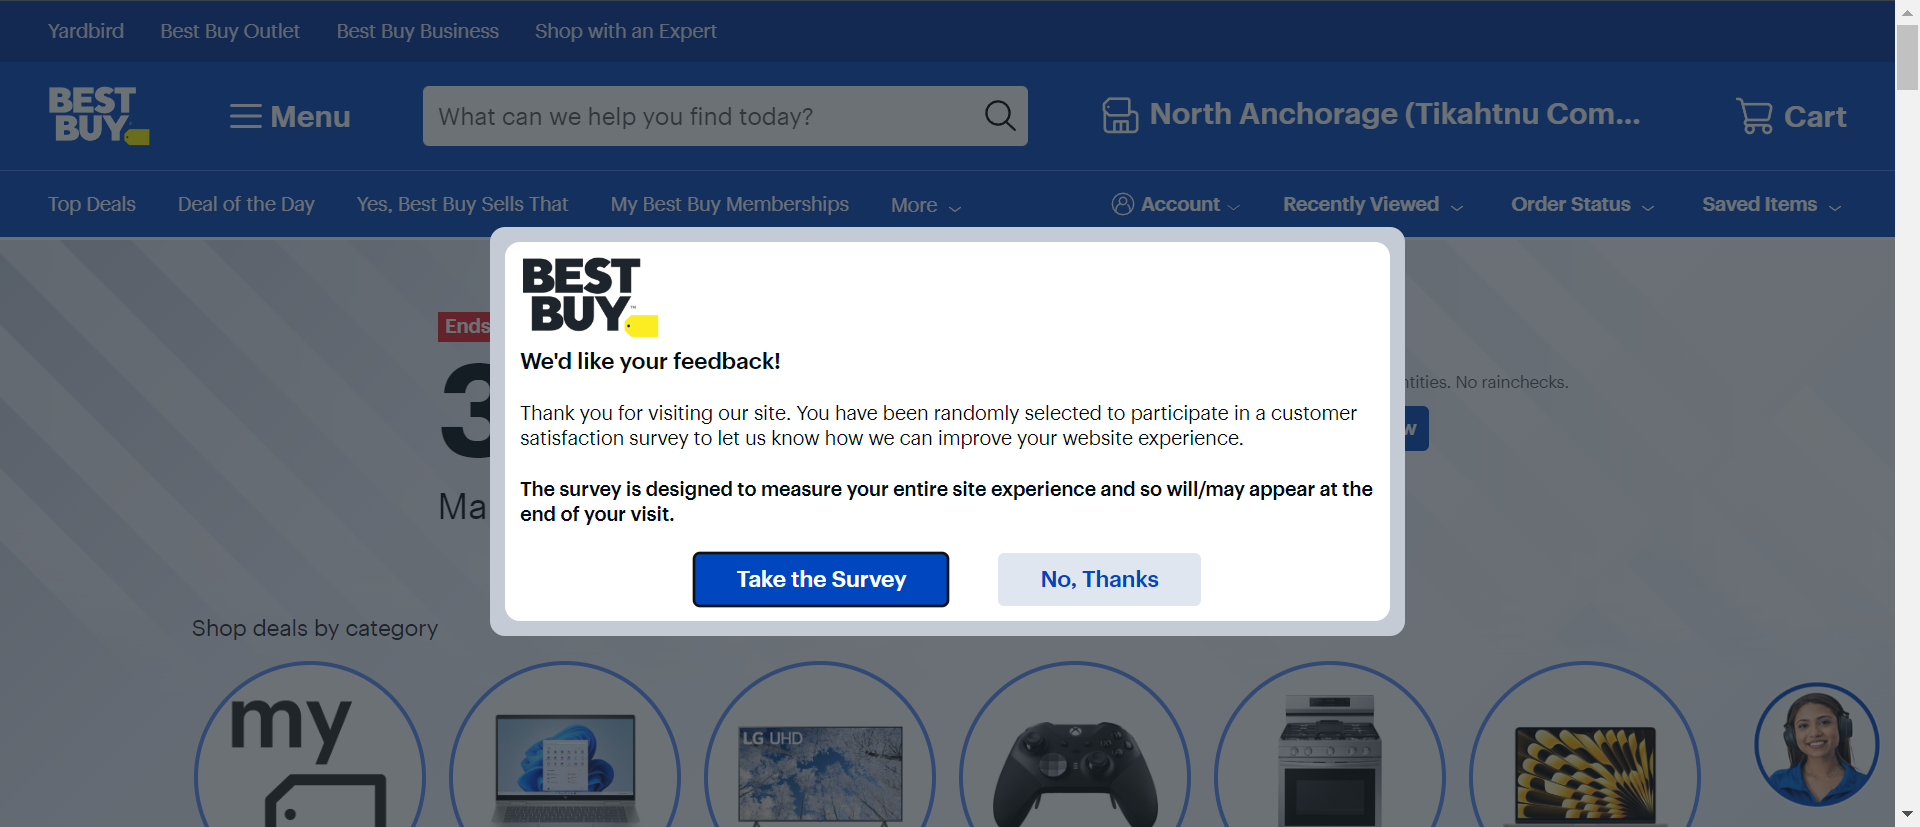 Yardbird Best Buy Outlet Best Buy Business Shop with an Expert
BEST BUY Menu What can we help you find today? North Anchorage (Tikahtnu Com... Cart
Top Deals Deal of the Day Yes, Best Buy Sells That My Best Buy Memberships More Account Recently Viewed Order Status Saved Items
BEST
BUY™
Ends
We'd like your feedback!
3
ntities. No rainchecks.
Thank you for visiting our site. You have been randomly selected to participate in a customer
satisfaction survey to let us know how we can improve your website experience.
w
The survey is designed to measure your entire site experience and so will/may appear at the
end of your visit.
Ma
Take the Survey No, Thanks
Shop deals by category
my
LG UHD